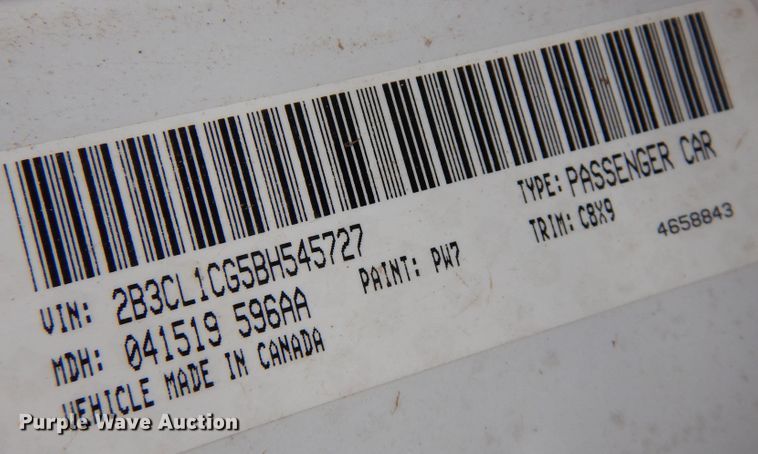 TYPE: PASSENGER CAR
VIN: 2B3CL1CG5BH545727
PAINT: PW7
TRIM: C8X9
4658843
MDH: 041519 596AA
VEHICLE MADE IN CANADA
Purple Wave Auction